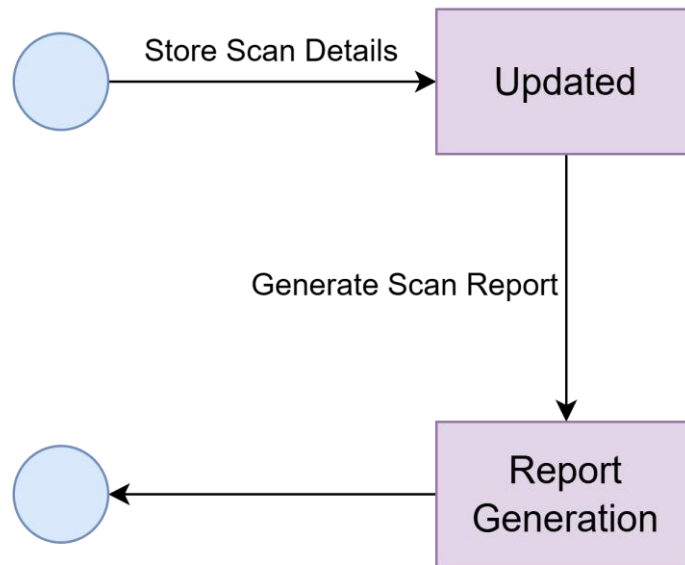 Store Scan Details
Updated
Generate Scan Report
Report
Generation